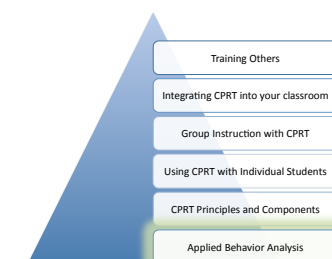 Training Others
Integrating CPRT into your classroom
Group Instruction with CPRT
Using CPRT with Individual Students
CPRT Principles and Components
Applied Behavior Analysis